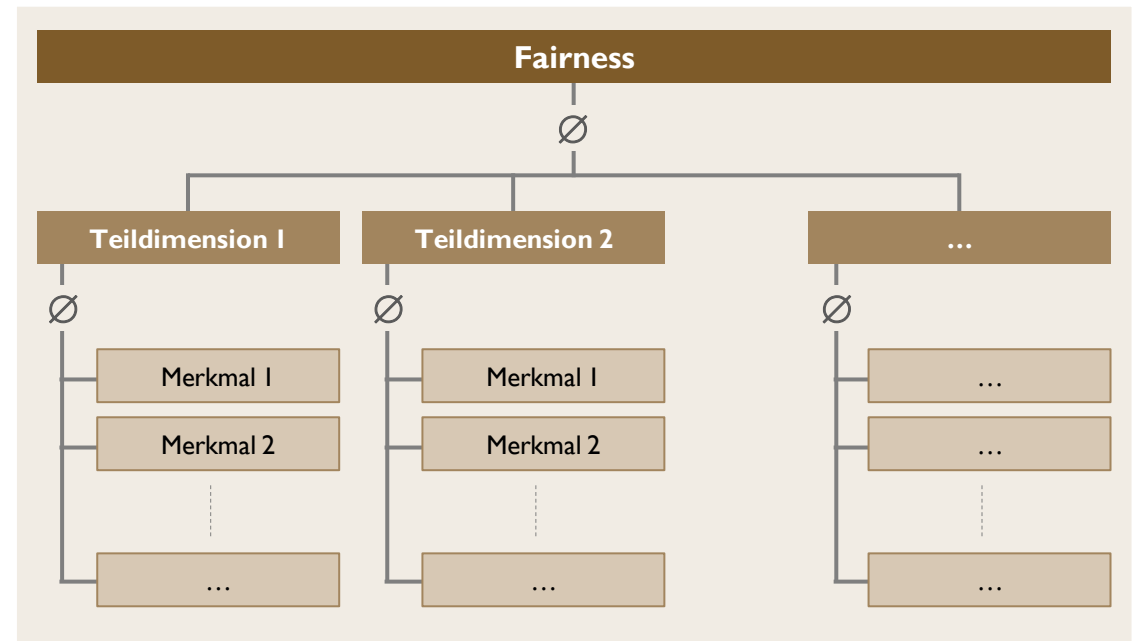 Fairness
∅
Teildimension 1
Teildimension 2
...
∅
∅
∅
Merkmal 1
Merkmal 1
...
Merkmal 2
Merkmal 2
...
...
...
...